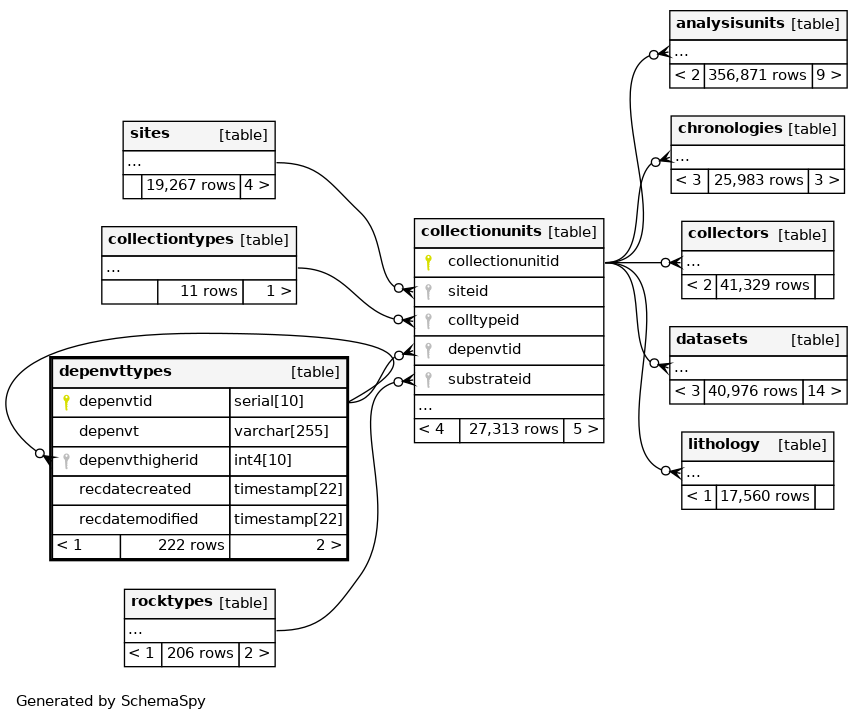 analysisunits [table]
...
< 2 356,871 rows 9 >
chronologies [table]
...
< 3 25,983 rows 3 >
sites [table]
...
19,267 rows 4 >
collectiontypes [table]
...
11 rows 1 >
collectionunits [table]
collectionunitid
siteid
colltypeid
depenvtid
substrateid
...
< 4 27,313 rows 5 >
collectors [table]
...
< 2 41,329 rows
datasets [table]
...
< 3 40,976 rows 14 >
depenvttypes [table]
depenvtid serial[10]
depenvt varchar[255]
depenvthigherid int4[10]
recdatecreated timestamp[22]
recdatemodified timestamp[22]
< 1 222 rows 2 >
lithology [table]
...
< 1 17,560 rows
rocktypes [table]
...
< 1 206 rows 2 >
Generated by SchemaSpy